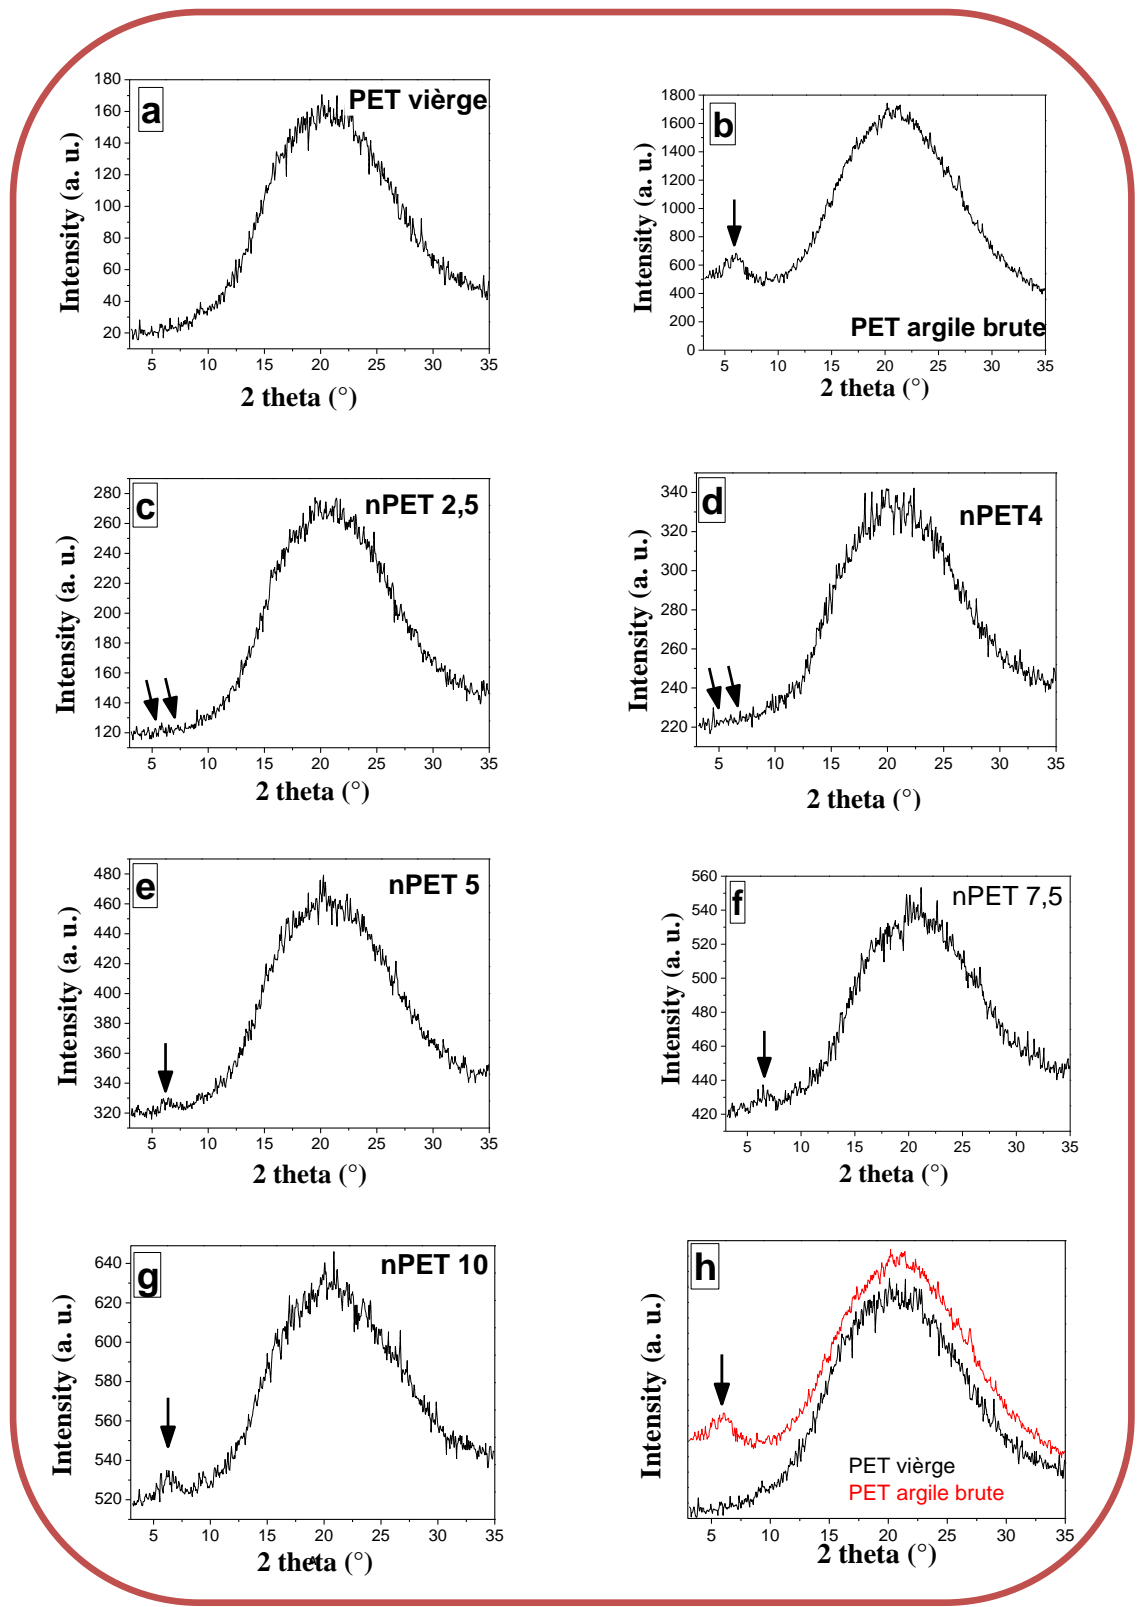 a
PET vièrge
Intensity (a. u.)
180
160
140
120
100
80
60
40
20
5 10 15 20 25 30 35
2 theta (°)
b
PET argile brute
Intensity (a. u.)
1800
1600
1400
1200
1000
800
600
400
200
0
5 10 15 20 25 30 35
2 theta (°)
c
nPET 2,5
Intensity (a. u.)
280
260
240
220
200
180
160
140
120
5 10 15 20 25 30 35
2 theta (°)
d
nPET4
Intensity (a. u.)
340
320
300
280
260
240
220
5 10 15 20 25 30 35
2 theta (°)
e
nPET 5
Intensity (a. u.)
480
460
440
420
400
380
360
340
320
5 10 15 20 25 30 35
2 theta (°)
f
nPET 7,5
Intensity (a. u.)
560
540
520
500
480
460
440
420
5 10 15 20 25 30 35
2 theta (°)
g
nPET 10
Intensity (a. u.)
640
620
600
580
560
540
520
5 10 15 20 25 30 35
2 theta (°)
h
Intensity (a. u.)
PET vièrge
PET argile brute
5 10 15 20 25 30 35
2 theta (°)